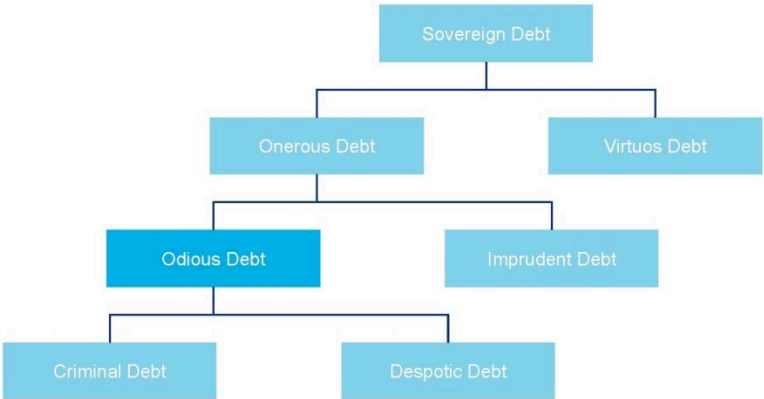 Sovereign Debt
Onerous Debt
Virtuos Debt
Odious Debt
Imprudent Debt
Criminal Debt
Despotic Debt